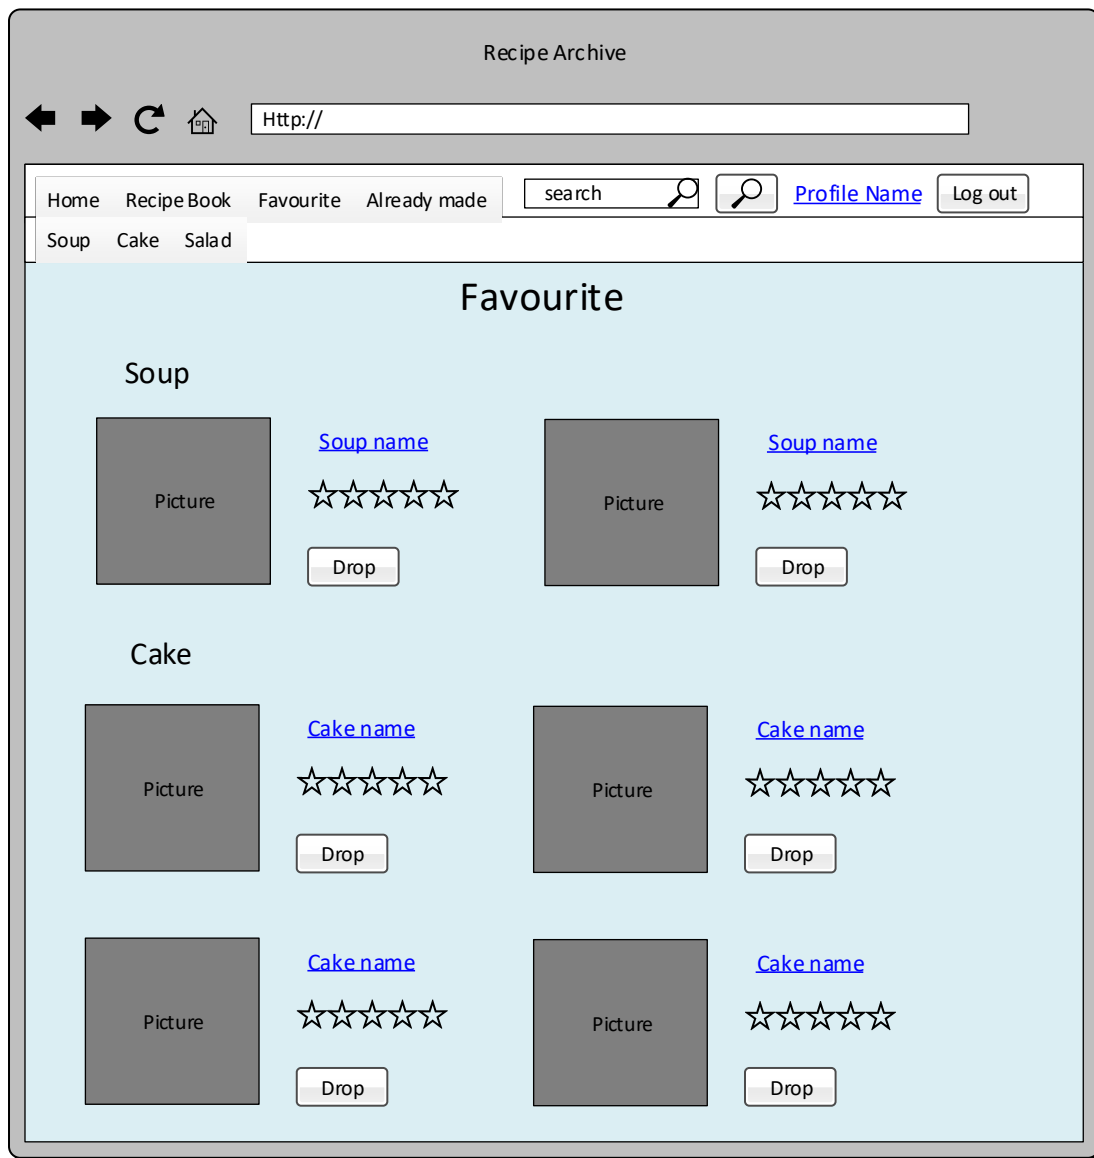 Recipe Archive
Http://
Home Recipe Book Favourite Already made search Profile Name Log out
Soup Cake Salad
Favourite
Soup
Soup name Soup name
Picture Picture
Drop Drop
Cake
Cake name Cake name
Picture Picture
Drop Drop
Cake name Cake name
Picture Picture
Drop Drop